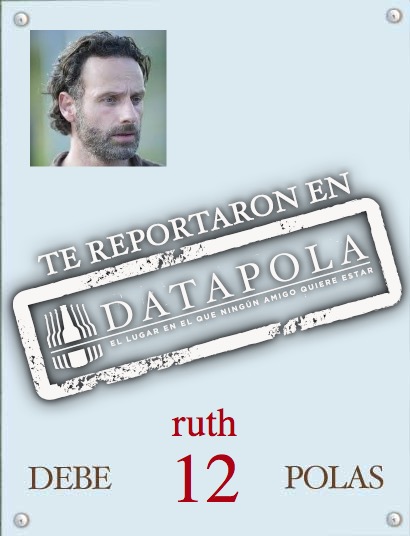 TE REPORTARON EN
DATAPOLA
EL LUGAR EN EL QUE NINGÚN AMIGO QUIERE ESTAR
ruth
DEBE 12 POLAS